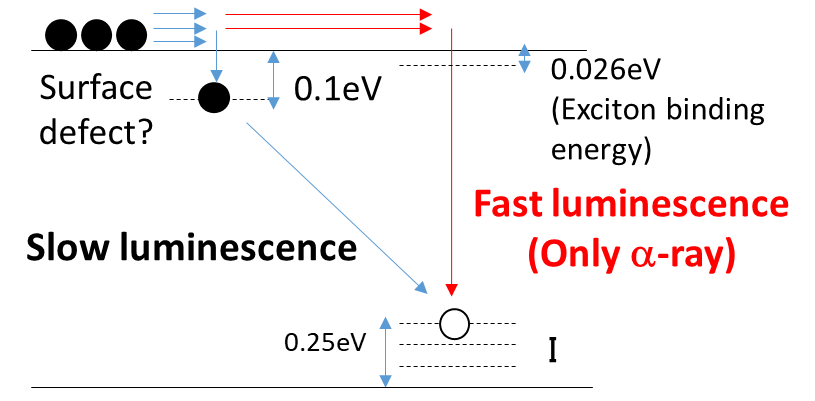 Surface
defect?
0.1eV
0.026eV
(Exciton binding
energy)
Fast luminescence
(Only α-ray)
Slow luminescence
0.25eV
I